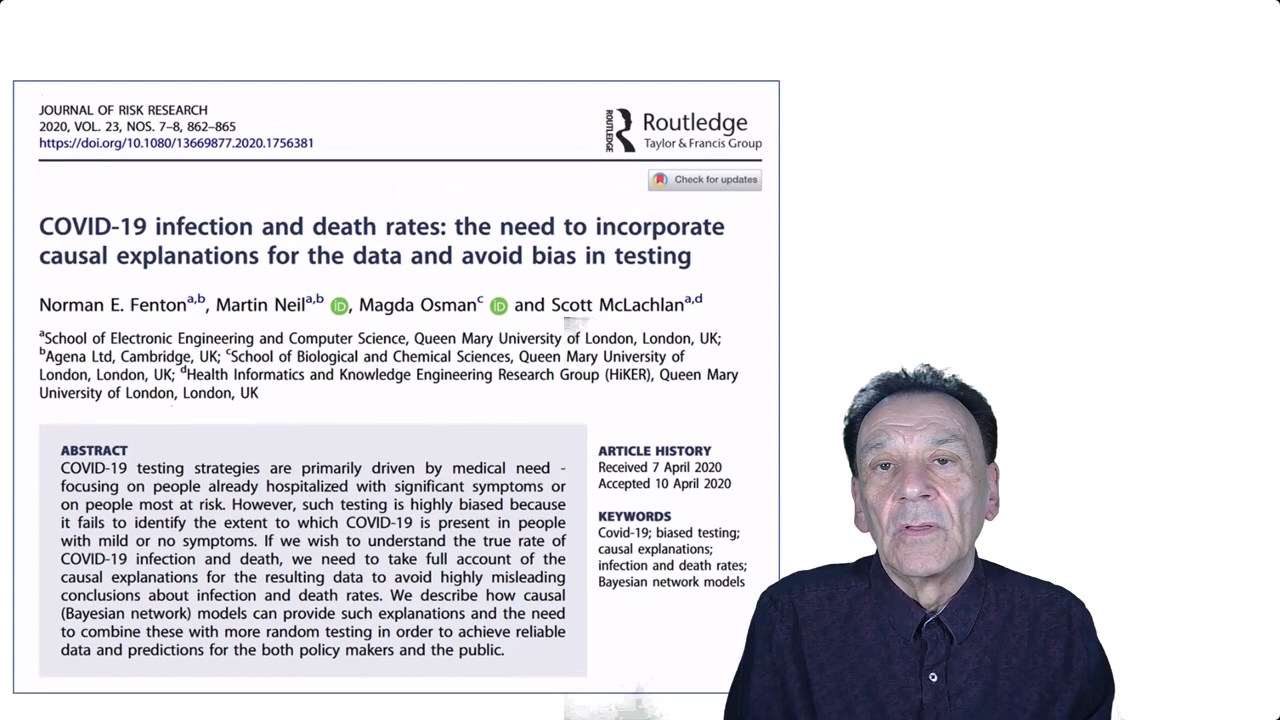 JOURNAL OF RISK RESEARCH
2020, VOL. 23, NOS. 7–8, 862–865
https://doi.org/10.1080/13669877.2020.1756381
ROUTLEDGE
Routledge
Taylor & Francis Group
Check for updates
COVID-19 infection and death rates: the need to incorporate
causal explanations for the data and avoid bias in testing
Norman E. Fentona,b, Martin Neila,b iD, Magda Osmanc iD and Scott McLachlana,d
aSchool of Electronic Engineering and Computer Science, Queen Mary University of London, London, UK;
bAgena Ltd, Cambridge, UK; cSchool of Biological and Chemical Sciences, Queen Mary University of
London, London, UK; dHealth Informatics and Knowledge Engineering Research Group (HiKER), Queen Mary
University of London, London, UK
ABSTRACT
COVID-19 testing strategies are primarily driven by medical need -
focusing on people already hospitalized with significant symptoms or
on people most at risk. However, such testing is highly biased because
it fails to identify the extent to which COVID-19 is present in people
with mild or no symptoms. If we wish to understand the true rate of
COVID-19 infection and death, we need to take full account of the
causal explanations for the resulting data to avoid highly misleading
conclusions about infection and death rates. We describe how causal
(Bayesian network) models can provide such explanations and the need
to combine these with more random testing in order to achieve reliable
data and predictions for the both policy makers and the public.
ARTICLE HISTORY
Received 7 April 2020
Accepted 10 April 2020
KEYWORDS
Covid-19; biased testing;
causal explanations;
infection and death rates;
Bayesian network models